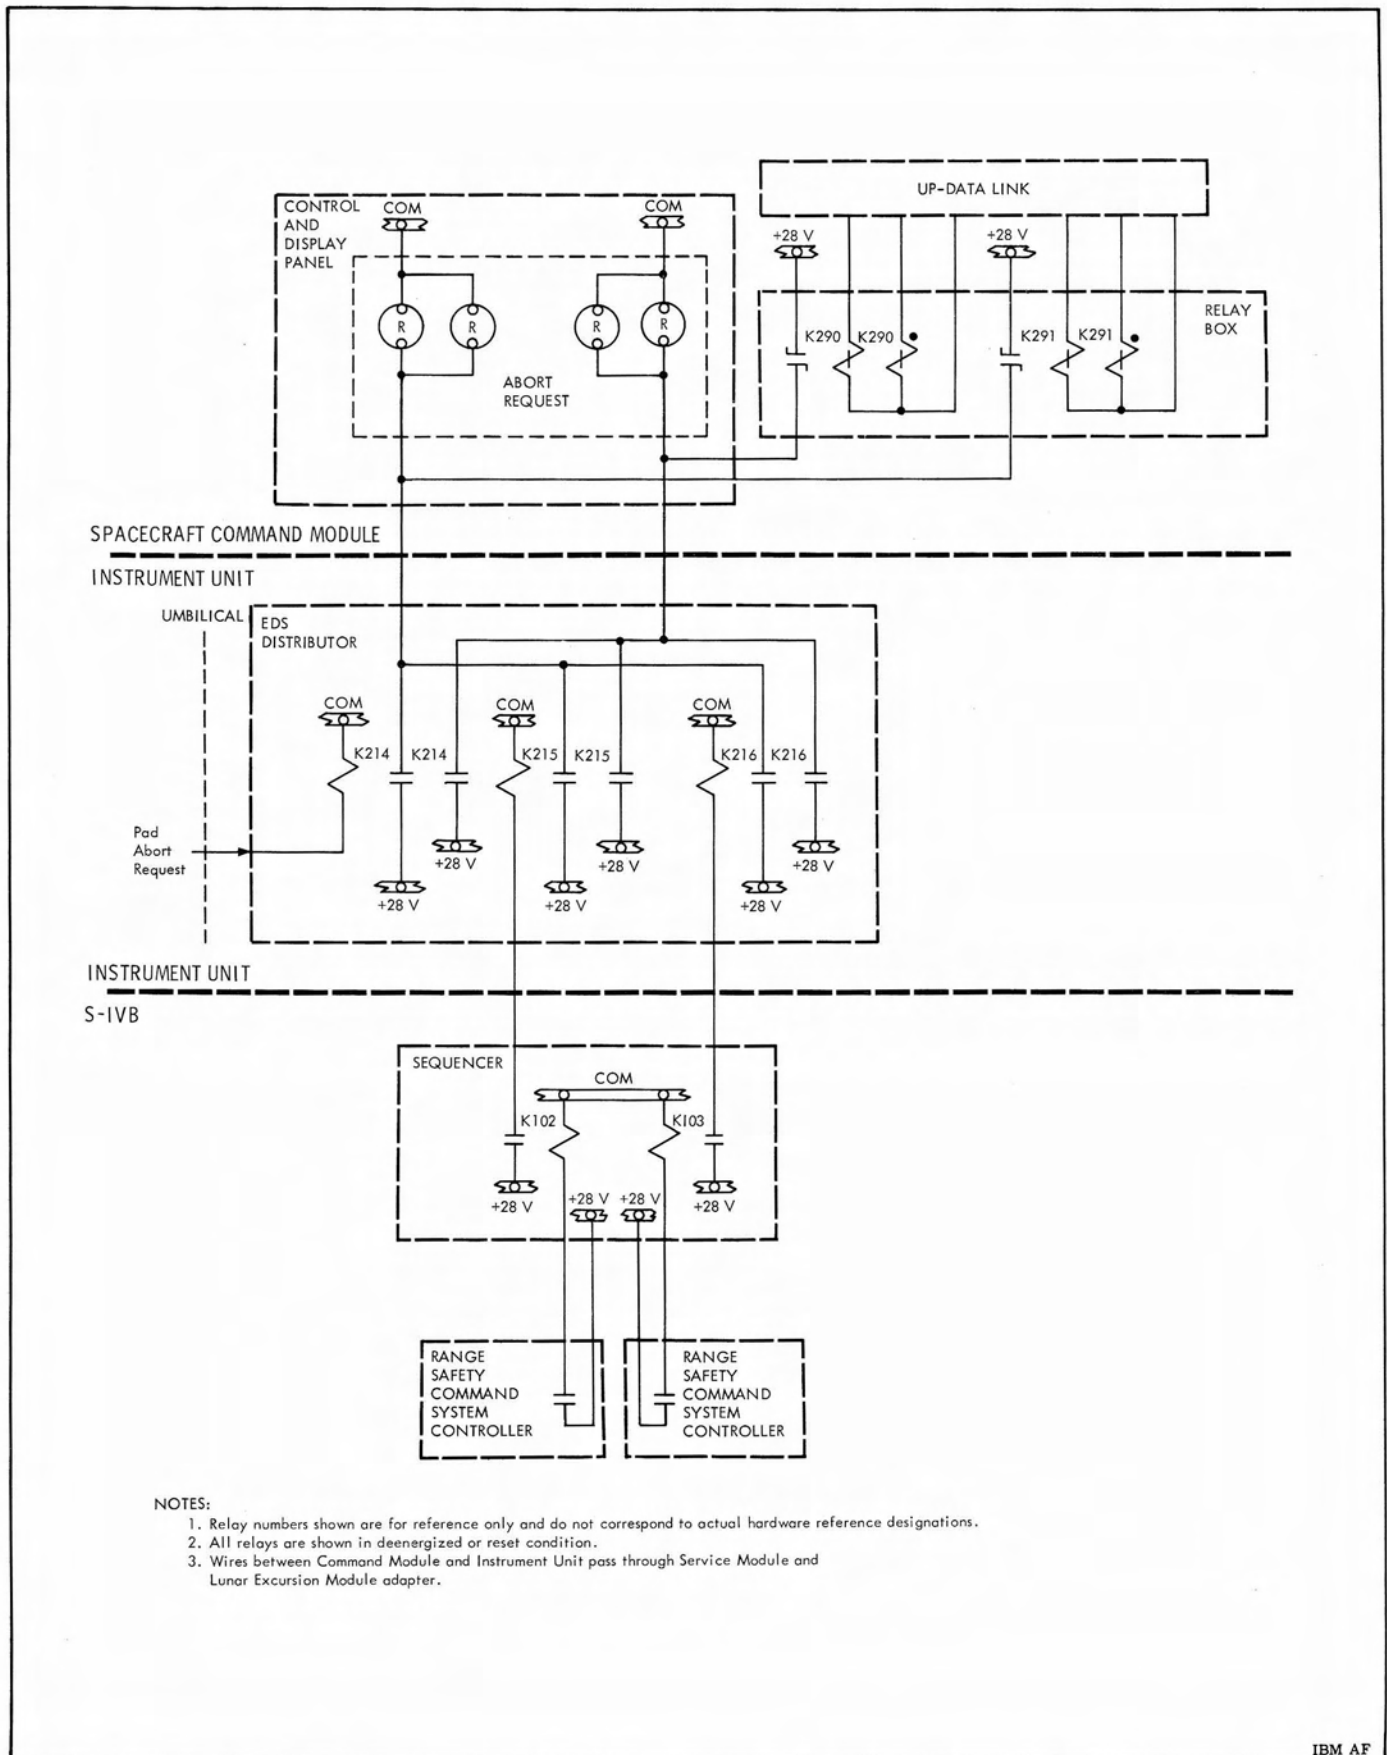 UP-DATA LINK
CONTROL
AND
DISPLAY
PANEL
COM
COM
+28 V
+28 V
R
R
R
R
ABORT
REQUEST
K290
K290
K291
K291
RELAY
BOX
SPACECRAFT COMMAND MODULE
INSTRUMENT UNIT
UMBILICAL
EDS
DISTRIBUTOR
COM
COM
COM
K214
K214
K215
K215
K216
K216
Pad
Abort
Request
+28 V
+28 V
+28 V
+28 V
+28 V
+28 V
INSTRUMENT UNIT
S-IVB
SEQUENCER
COM
K102
K103
+28 V
+28 V
+28 V
+28 V
RANGE
SAFETY
COMMAND
SYSTEM
CONTROLLER
RANGE
SAFETY
COMMAND
SYSTEM
CONTROLLER
NOTES:
1. Relay numbers shown are for reference only and do not correspond to actual hardware reference designations.
2. All relays are shown in deenergized or reset condition.
3. Wires between Command Module and Instrument Unit pass through Service Module and
Lunar Excursion Module adapter.
IBM AF